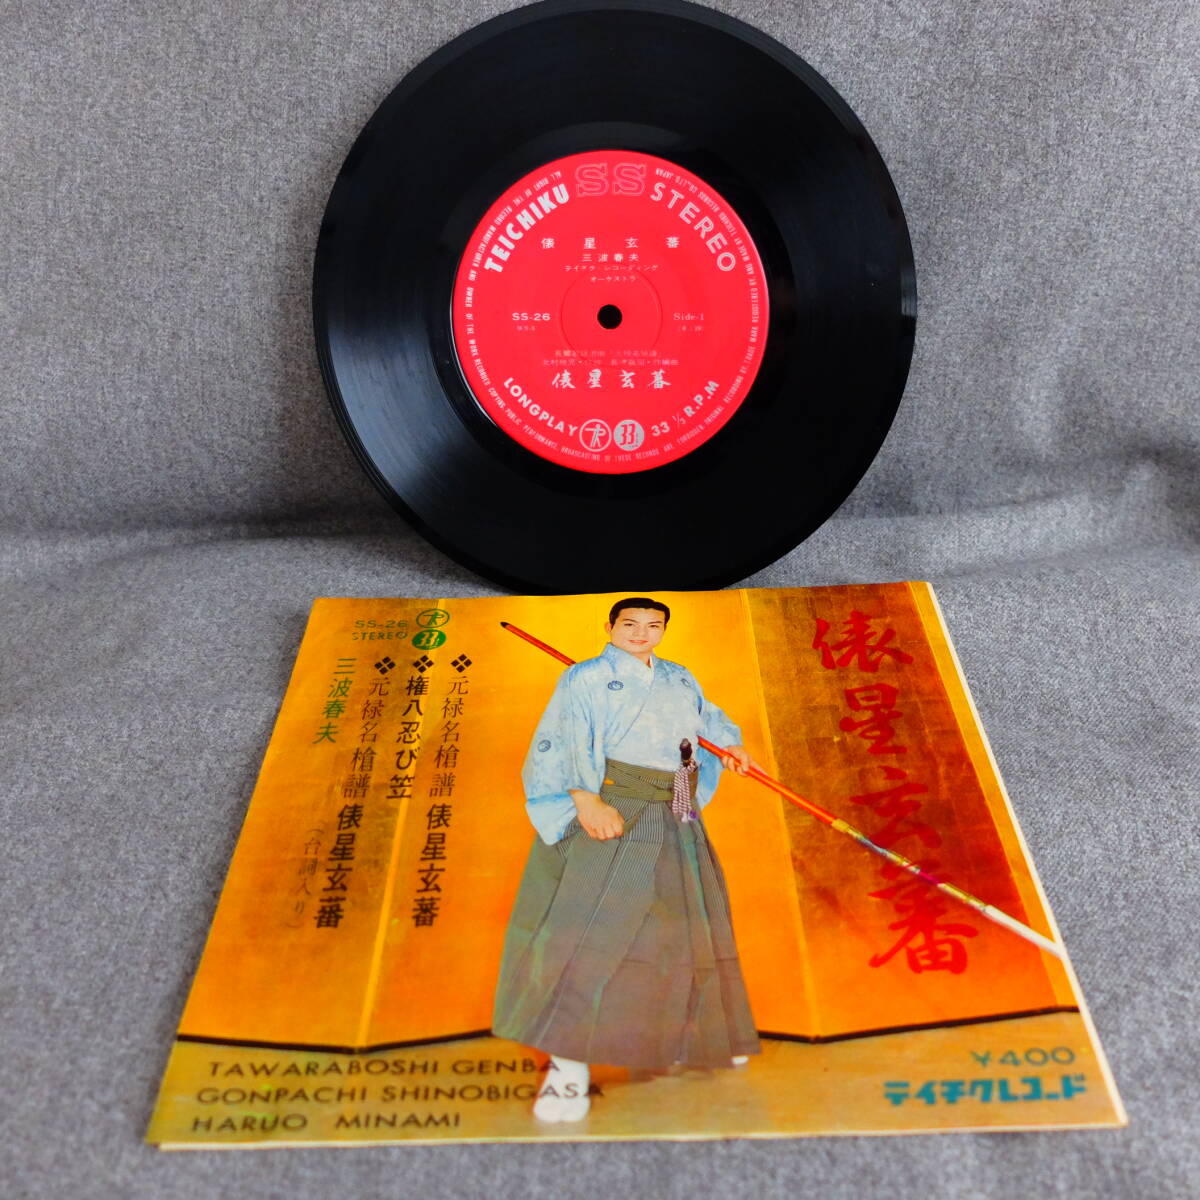 TEICHIKU SS STEREO
俵星玄蕃
三波春夫
テイチク・レコーディング
オーケストラ
SS-26
Side-1
俵星玄蕃
LONGPLAY
33 1/3 R.P.M
俵星玄蕃
SS-26
STEREO
33
❖元禄名槍譜 俵星玄蕃
❖権八忍び笠
❖元禄名槍譜 俵星玄蕃(台詞入り)
三波春夫
TAWARABOSHI GENBA
GONPACHI SHINOBIGASA
HARUO MINAMI
¥400
テイチクレコード